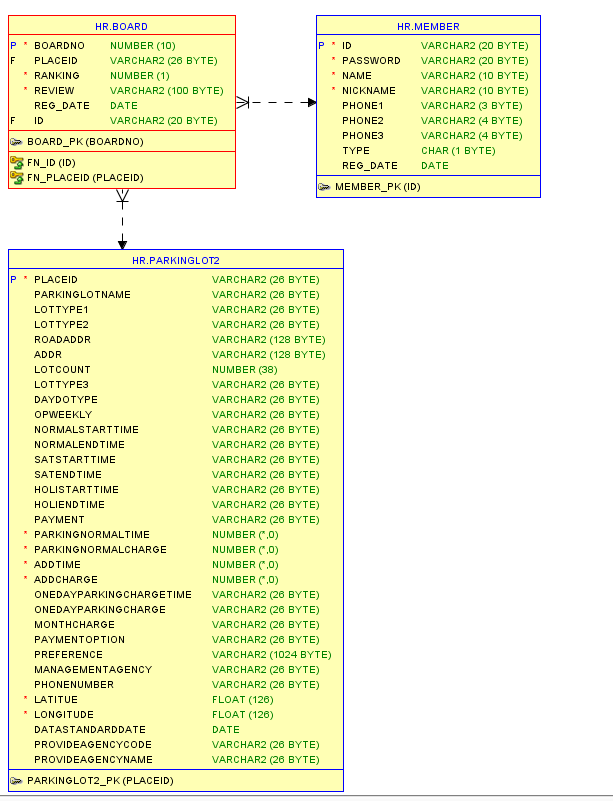 HR.BOARD
P * BOARDNO NUMBER (10)
F PLACEID VARCHAR2 (26 BYTE)
* RANKING NUMBER (1)
* REVIEW VARCHAR2 (100 BYTE)
REG_DATE DATE
F ID VARCHAR2 (20 BYTE)
BOARD_PK (BOARDNO)
FN_ID (ID)
FN_PLACEID (PLACEID)
HR.MEMBER
P * ID VARCHAR2 (20 BYTE)
* PASSWORD VARCHAR2 (20 BYTE)
* NAME VARCHAR2 (10 BYTE)
* NICKNAME VARCHAR2 (10 BYTE)
PHONE1 VARCHAR2 (3 BYTE)
PHONE2 VARCHAR2 (4 BYTE)
PHONE3 VARCHAR2 (4 BYTE)
TYPE CHAR (1 BYTE)
REG_DATE DATE
MEMBER_PK (ID)
HR.PARKINGLOT2
P * PLACEID VARCHAR2 (26 BYTE)
PARKINGLOTNAME VARCHAR2 (26 BYTE)
LOTTYPE1 VARCHAR2 (26 BYTE)
LOTTYPE2 VARCHAR2 (26 BYTE)
ROADADDR VARCHAR2 (128 BYTE)
ADDR VARCHAR2 (128 BYTE)
LOTCOUNT NUMBER (38)
LOTTYPE3 VARCHAR2 (26 BYTE)
DAYDOTYPE VARCHAR2 (26 BYTE)
OPWEEKLY VARCHAR2 (26 BYTE)
NORMALSTARTTIME VARCHAR2 (26 BYTE)
NORMALENDTIME VARCHAR2 (26 BYTE)
SATSTARTTIME VARCHAR2 (26 BYTE)
SATENDTIME VARCHAR2 (26 BYTE)
HOLISTARTTIME VARCHAR2 (26 BYTE)
HOLIENDTIME VARCHAR2 (26 BYTE)
PAYMENT VARCHAR2 (26 BYTE)
* PARKINGNORMALTIME NUMBER (*,0)
* PARKINGNORMALCHARGE NUMBER (*,0)
* ADDTIME NUMBER (*,0)
* ADDCHARGE NUMBER (*,0)
ONEDAYPARKINGCHARGETIME VARCHAR2 (26 BYTE)
ONEDAYPARKINGCHARGE VARCHAR2 (26 BYTE)
MONTHCHARGE VARCHAR2 (26 BYTE)
PAYMENTOPTION VARCHAR2 (26 BYTE)
PREFERENCE VARCHAR2 (1024 BYTE)
MANAGEMENTAGENCY VARCHAR2 (26 BYTE)
PHONENUMBER VARCHAR2 (26 BYTE)
* LATITUE FLOAT (126)
* LONGITUDE FLOAT (126)
DATASTANDARDDATE DATE
PROVIDEAGENCYCODE VARCHAR2 (26 BYTE)
PROVIDEAGENCYNAME VARCHAR2 (26 BYTE)
PARKINGLOT2_PK (PLACEID)